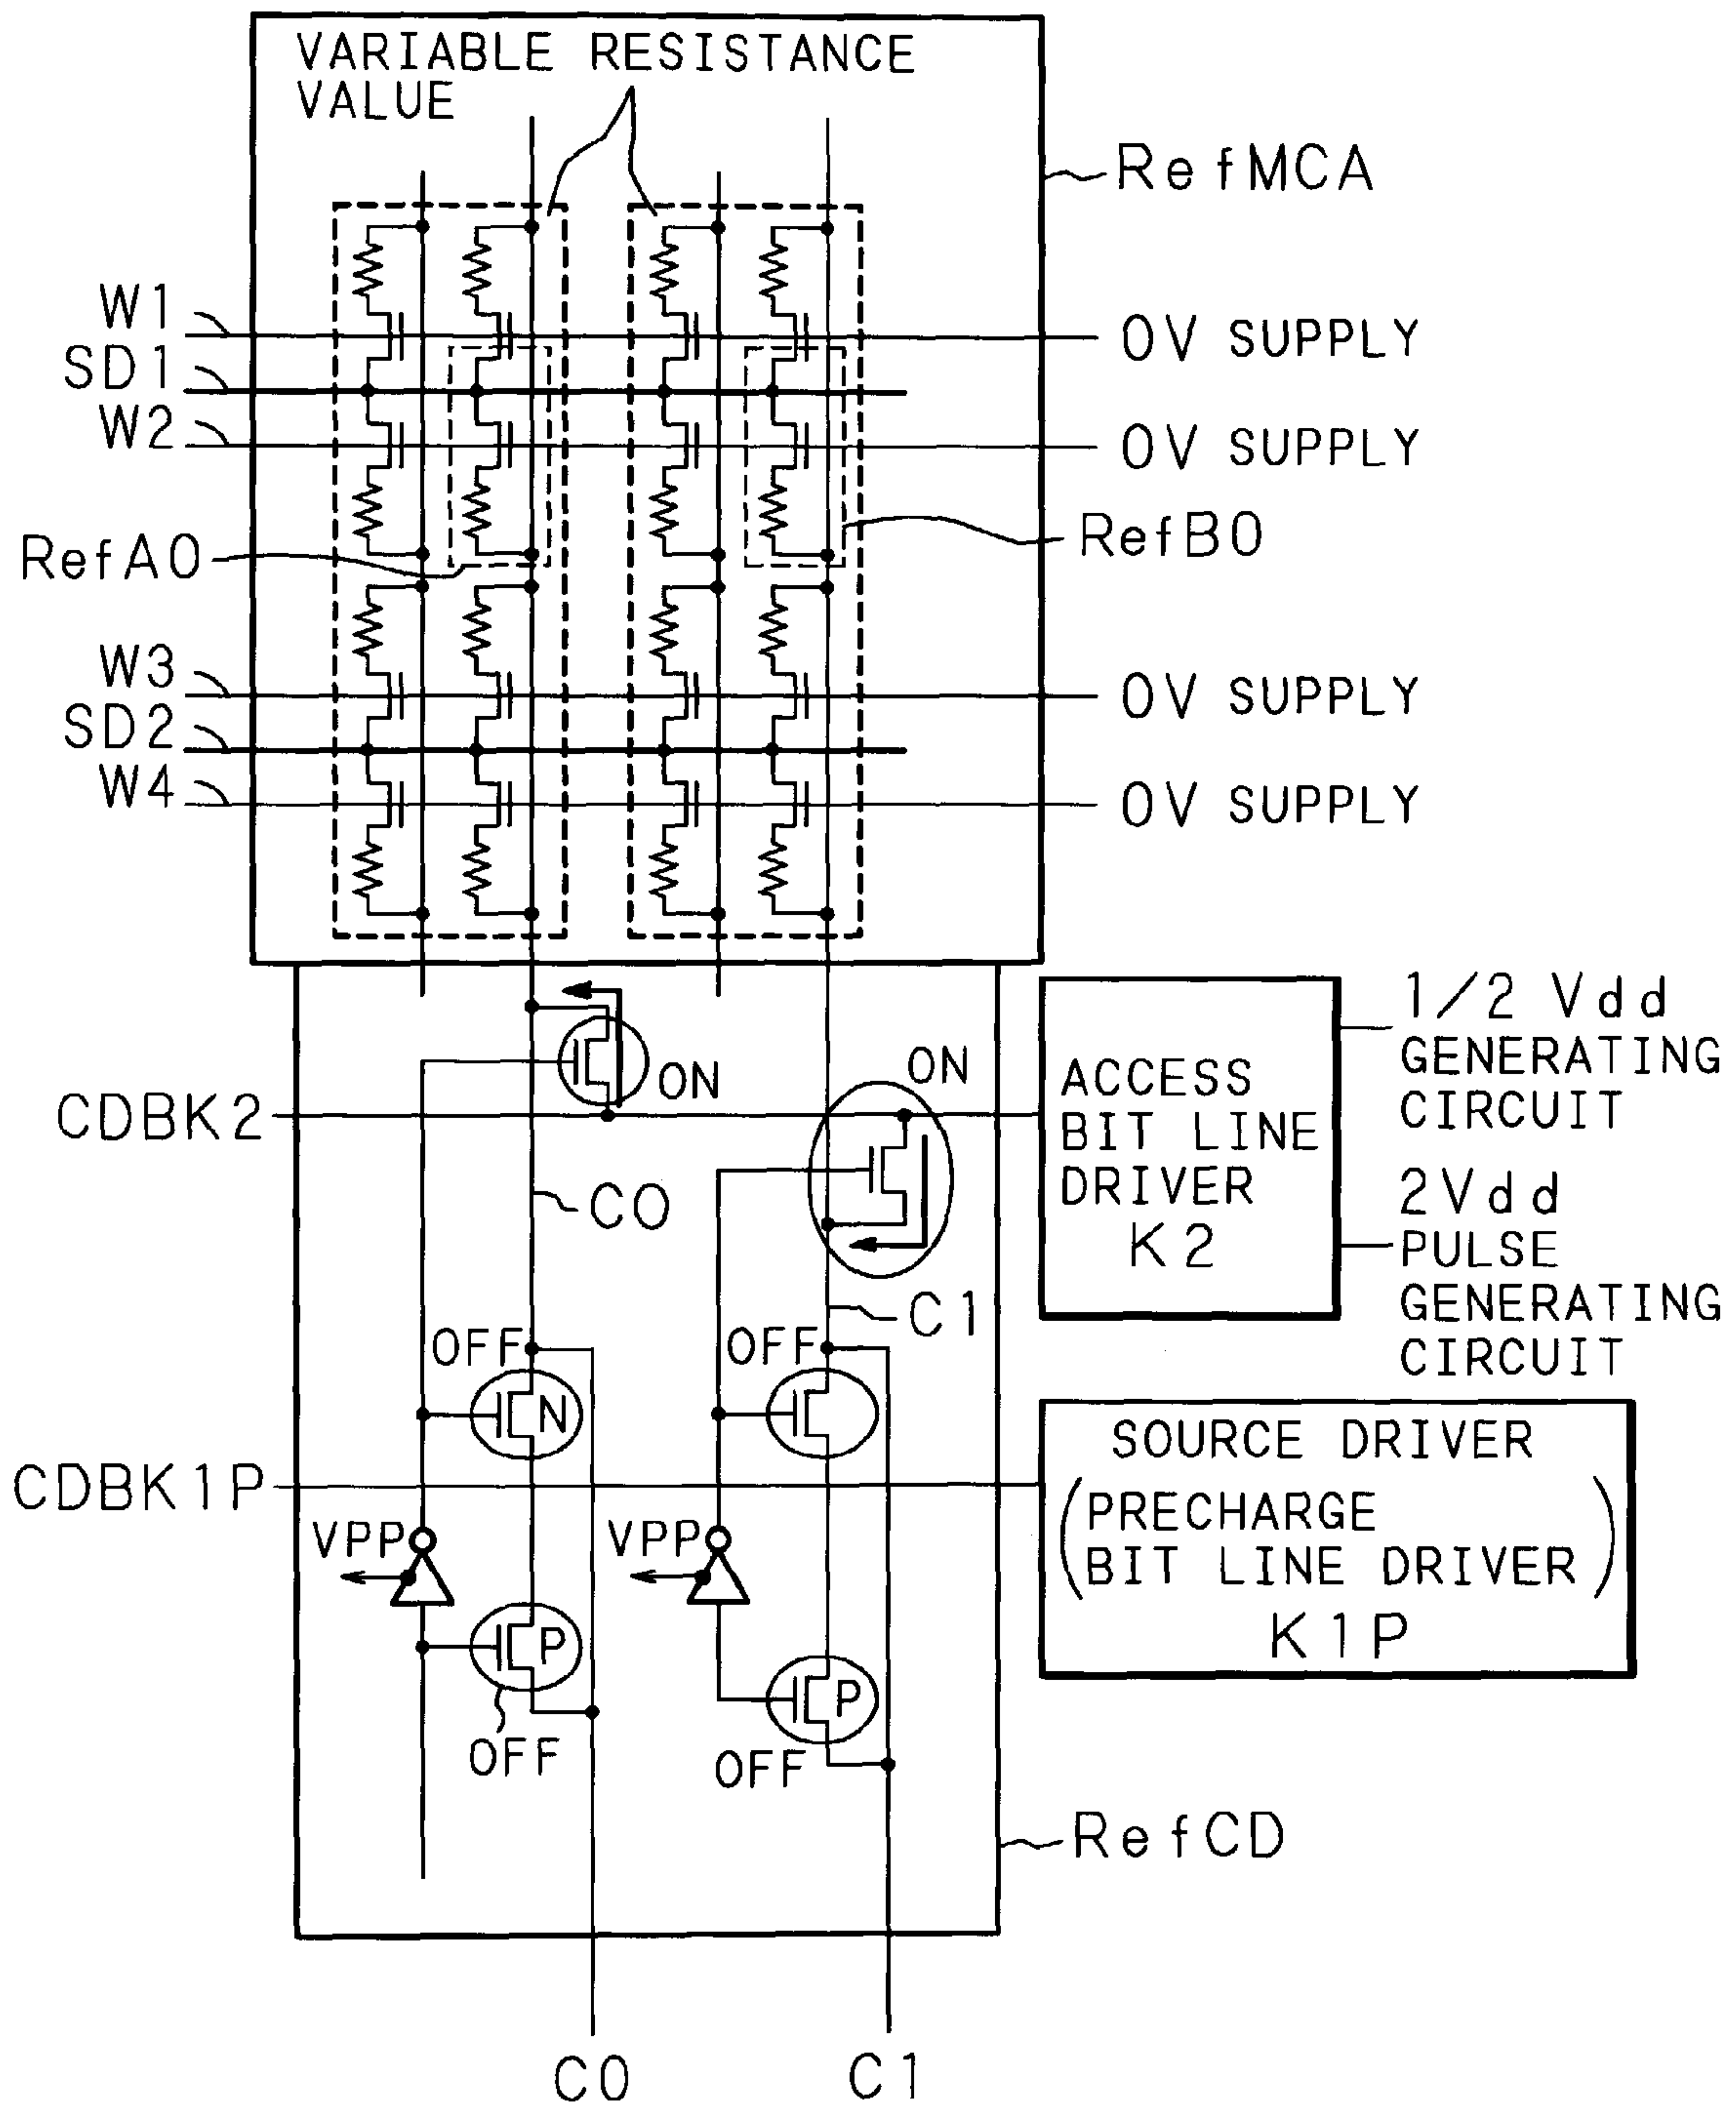 VARIABLE RESISTANCE
VALUE
RefMCA
W1
0V SUPPLY
SD1
W2
0V SUPPLY
RefA0
RefB0
W3
0V SUPPLY
SD2
W4
0V SUPPLY
1/2 Vdd
GENERATING
CIRCUIT
ON
ON
CDBK2
ACCESS
BIT LINE
DRIVER
K2
C0
2Vdd
PULSE
GENERATING
CIRCUIT
C1
OFF
OFF
N
CDBK1P
SOURCE DRIVER
(PRECHARGE
BIT LINE DRIVER)
K1P
VPP
VPP
P
P
OFF
OFF
RefCD
C0
C1